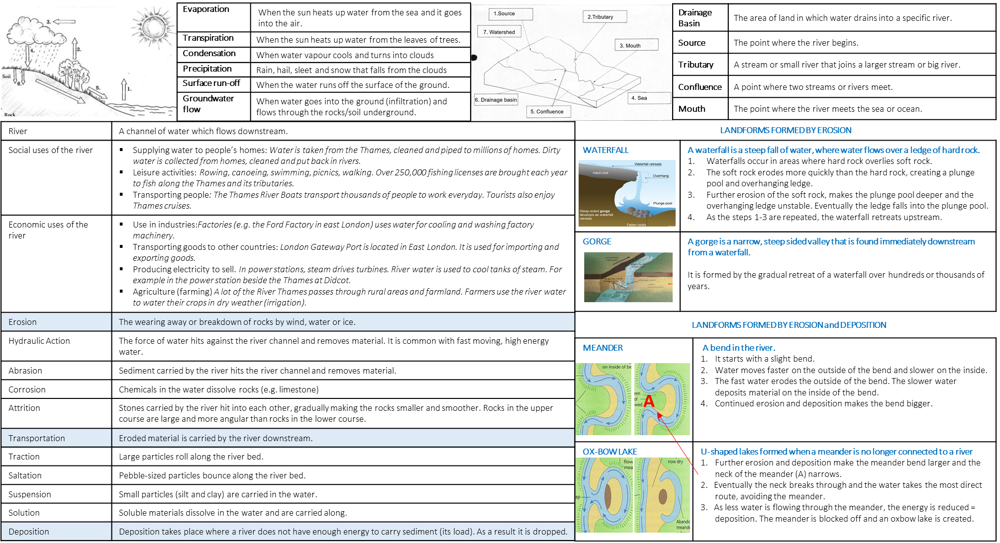 3.
4.
2.
Soil
6.
5.
1.
Rock
Evaporation
When the sun heats up water from the sea and it goes
into the air.
Transpiration
When the sun heats up water from the leaves of trees.
Condensation
When water vapour cools and turns into clouds
Precipitation
Rain, hail, sleet and snow that falls from the clouds
Surface run-off
When the water runs off the surface of the ground.
Groundwater
flow
When water goes into the ground (infiltration) and
flows through the rocks/soil underground.
1.Source
2.Tributary
7. Watershed
3. Mouth
6. Drainage basin
4. Sea
5. Confluence
Drainage
Basin
The area of land in which water drains into a specific river.
Source
The point where the river begins.
Tributary
A stream or small river that joins a larger stream or big river.
Confluence
A point where two streams or rivers meet.
Mouth
The point where the river meets the sea or ocean.
River
A channel of water which flows downstream.
Social uses of the river
▪ Supplying water to people’s homes: Water is taken from the Thames, cleaned and piped to millions of homes. Dirty
water is collected from homes, cleaned and put back in rivers.
▪ Leisure activities: Rowing, canoeing, swimming, picnics, walking. Over 250,000 fishing licenses are brought each year
to fish along the Thames and its tributaries.
▪ Transporting people: The Thames River Boats transport thousands of people to work everyday. Tourists also enjoy
Thames cruises.
Economic uses of the
river
▪ Use in industries:Factories (e.g. the Ford Factory in east London) uses water for cooling and washing factory
machinery.
▪ Transporting goods to other countries: London Gateway Port is located in East London. It is used for importing and
exporting goods.
▪ Producing electricity to sell. In power stations, steam drives turbines. River water is used to cool tanks of steam. For
example in the power station beside the Thames at Didcot.
▪ Agriculture (farming) A lot of the River Thames passes through rural areas and farmland. Farmers use the river water
to water their crops in dry weather (irrigation).
Erosion
The wearing away or breakdown of rocks by wind, water or ice.
Hydraulic Action
The force of water hits against the river channel and removes material. It is common with fast moving, high energy
water.
Abrasion
Sediment carried by the river hits the river channel and removes material.
Corrosion
Chemicals in the water dissolve rocks (e.g. limestone)
Attrition
Stones carried by the river hit into each other, gradually making the rocks smaller and smoother. Rocks in the upper
course are large and more angular than rocks in the lower course.
Transportation
Eroded material is carried by the river downstream.
Traction
Large particles roll along the river bed.
Saltation
Pebble-sized particles bounce along the river bed.
Suspension
Small particles (silt and clay) are carried in the water.
Solution
Soluble materials dissolve in the water and are carried along.
Deposition
Deposition takes place where a river does not have enough energy to carry sediment (its load). As a result it is dropped.
LANDFORMS FORMED BY EROSION
WATERFALL
Waterfall retreats
Hard rock
Overhang
Plunge pool
Steep-sided gorge
develops as waterfall
retreats
Fallen rocks
A waterfall is a steep fall of water, where water flows over a ledge of hard rock.
1. Waterfalls occur in areas where hard rock overlies soft rock.
2. The soft rock erodes more quickly than the hard rock, creating a plunge
pool and overhanging ledge.
3. Further erosion of the soft rock, makes the plunge pool deeper and the
overhanging ledge unstable. Eventually the ledge falls into the plunge pool.
4. As the steps 1-3 are repeated, the waterfall retreats upstream.
GORGE
waterfall
retreats
angular rock
fragments
plunge pool
A gorge is a narrow, steep sided valley that is found immediately downstream
from a waterfall.
It is formed by the gradual retreat of a waterfall over hundreds or thousands of
years.
LANDFORMS FORMED BY EROSION and DEPOSITION
MEANDER
on inside of be
een
of
wed
A
A bend in the river.
1. It starts with a slight bend.
2. Water moves faster on the outside of the bend and slower on the inside.
3. The fast water erodes the outside of the bend. The slower water
deposits material on the inside of the bend.
4. Continued erosion and deposition makes the bend bigger.
OX-BOW LAKE
flow
mea
ap
now dry
Abando
meande
U-shaped lakes formed when a meander is no longer connected to a river
1. Further erosion and deposition make the meander bend larger and the
neck of the meander (A) narrows.
2. Eventually the neck breaks through and the water takes the most direct
route, avoiding the meander.
3. As less water is flowing through the meander, the energy is reduced =
deposition. The meander is blocked off and an oxbow lake is created.